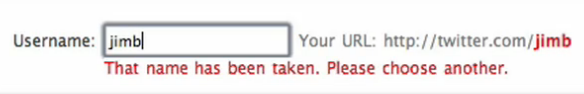 Username: jimb Your URL: http://twitter.com/jimb
That name has been taken. Please choose another.